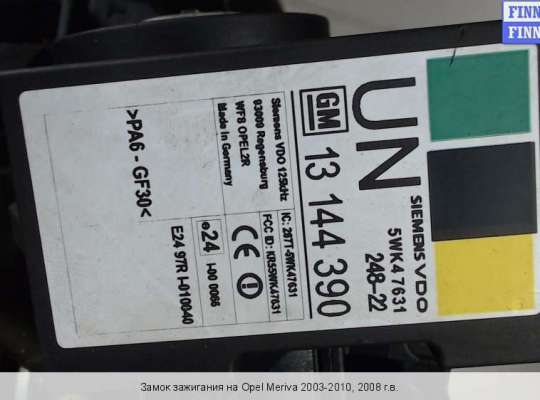 FINN
FINN
UN
SIEMENS VDO
5WK4 7631
248-22
GM
13 144 390
Siemens VDO 125kHz
93009 Regensburg
WFS OPEL2R
Made in Germany
IC: 267T-5WK47631
FCC ID: KR55WK47631
CE
e24
I-00 0086
E24 97R I-010040
>PA6 - GF30<
Замок зажигания на Opel Meriva 2003-2010, 2008 г.в.